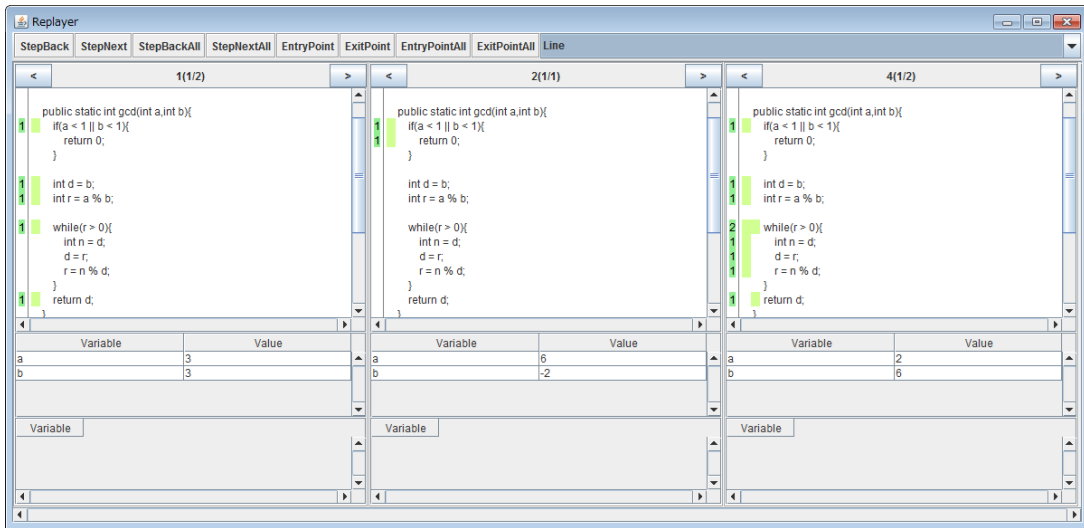 Replayer
StepBack StepNext StepBackAll StepNextAll EntryPoint ExitPoint EntryPointAll ExitPointAll Line
< 1(1/2) >
public static int gcd(int a,int b){
1 if(a < 1 || b < 1){
return 0;
}
1 int d = b;
1 int r = a % b;
1 while(r > 0){
int n = d;
d = r;
r = n % d;
}
1 return d;
}
Variable Value
a 3
b 3
Variable
< 2(1/1) >
public static int gcd(int a,int b){
1 if(a < 1 || b < 1){
1 return 0;
}
int d = b;
int r = a % b;
while(r > 0){
int n = d;
d = r;
r = n % d;
}
return d;
}
Variable Value
a 6
b -2
Variable
< 4(1/2) >
public static int gcd(int a,int b){
1 if(a < 1 || b < 1){
return 0;
}
1 int d = b;
1 int r = a % b;
2 while(r > 0){
1 int n = d;
1 d = r;
1 r = n % d;
}
1 return d;
}
Variable Value
a 2
b 6
Variable